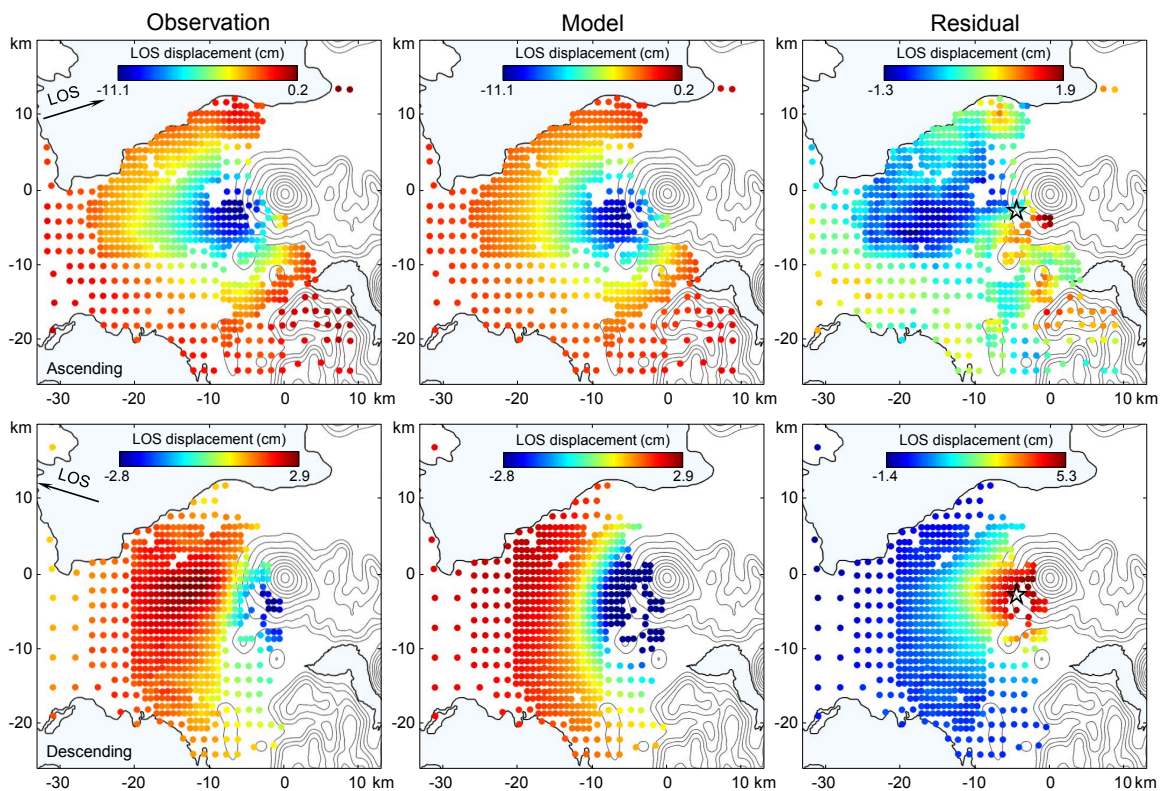 Observation Model Residual
km km km
LOS displacement (cm) LOS displacement (cm) LOS displacement (cm)
-11.1 0.2 -11.1 0.2 -1.3 1.9
LOS
10 10 10
0 0 0
-10 -10 -10
-20 -20 -20
Ascending
-30 -20 -10 0 10 km -30 -20 -10 0 10 km -30 -20 -10 0 10 km
km km km
LOS displacement (cm) LOS displacement (cm) LOS displacement (cm)
-2.8 2.9 -2.8 2.9 -1.4 5.3
LOS
10 10 10
0 0 0
-10 -10 -10
-20 -20 -20
Descending
-30 -20 -10 0 10 km -30 -20 -10 0 10 km -30 -20 -10 0 10 km